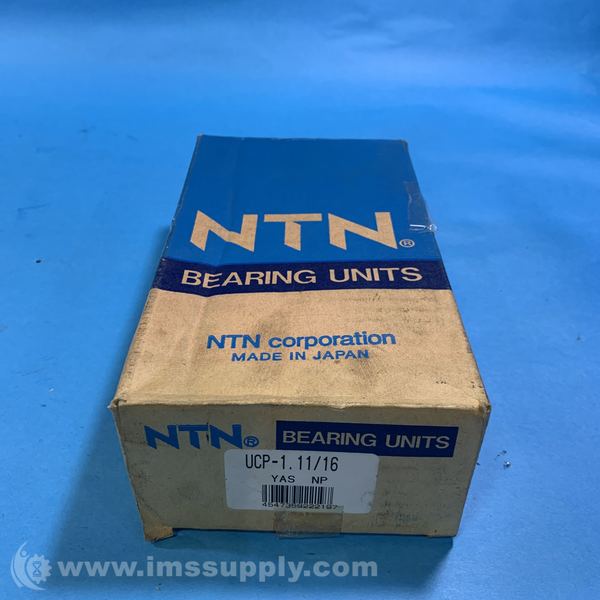 NTN®
BEARING UNITS
NTN corporation
MADE IN JAPAN
NTN® BEARING UNITS
UCP-1.11/16
YAS NP
www.imssupply.com